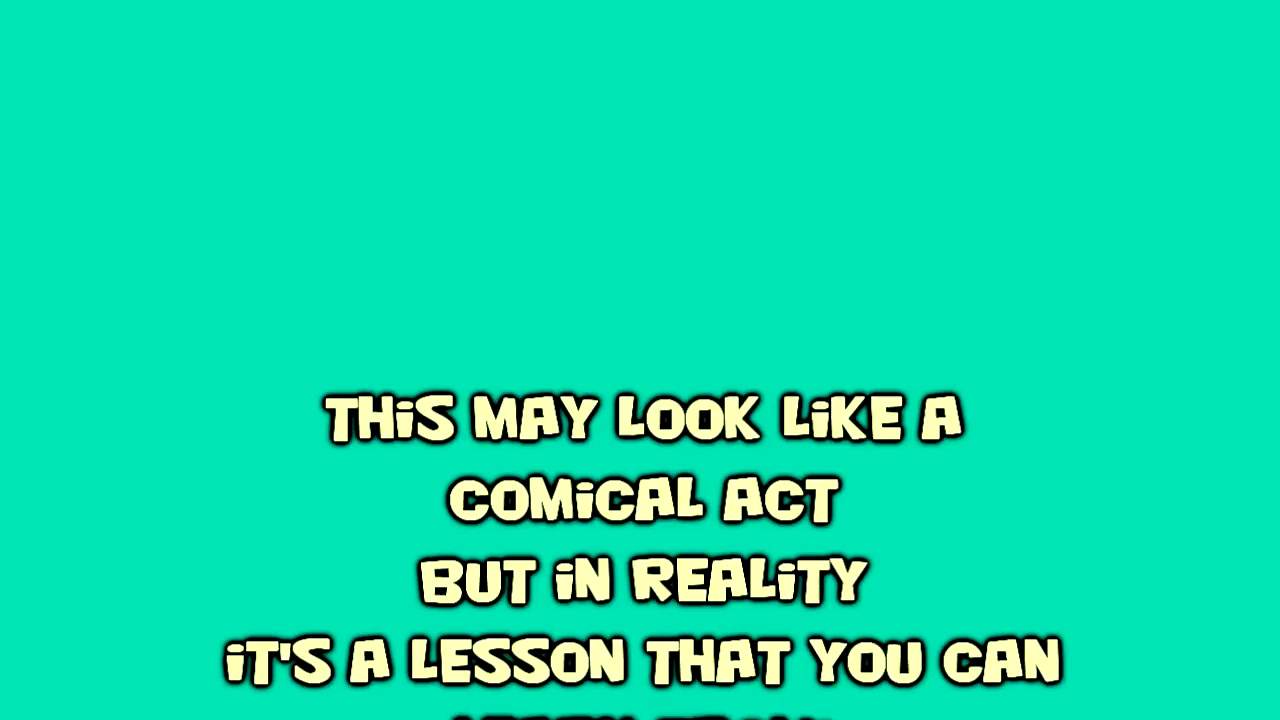 THiS MAY LOOK LiKE A
COMiCAL ACT
BUT iN REALiTY
iT'S A LESSON THAT YOU CAN